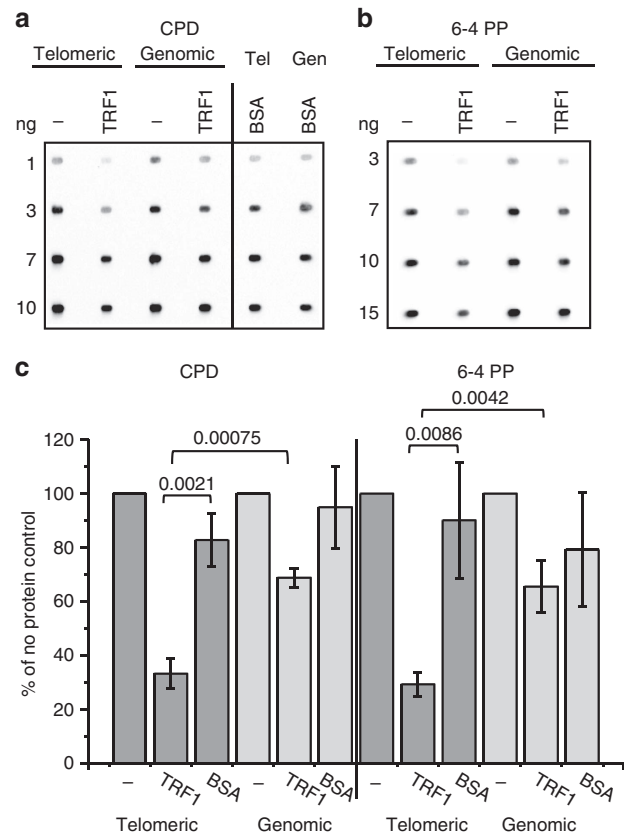 a
CPD
Telomeric Genomic Tel Gen
ng – TRF1 – TRF1 BSA BSA
1
3
7
10
b
6-4 PP
Telomeric Genomic
ng – TRF1 – TRF1
3
7
10
15
c
CPD 6-4 PP
0.0042
0.00075 0.0086
0.0021
% of no protein control
120
100
80
60
40
20
0
– TRF1 BSA – TRF1 BSA – TRF1 BSA – TRF1 BSA
Telomeric Genomic Telomeric Genomic